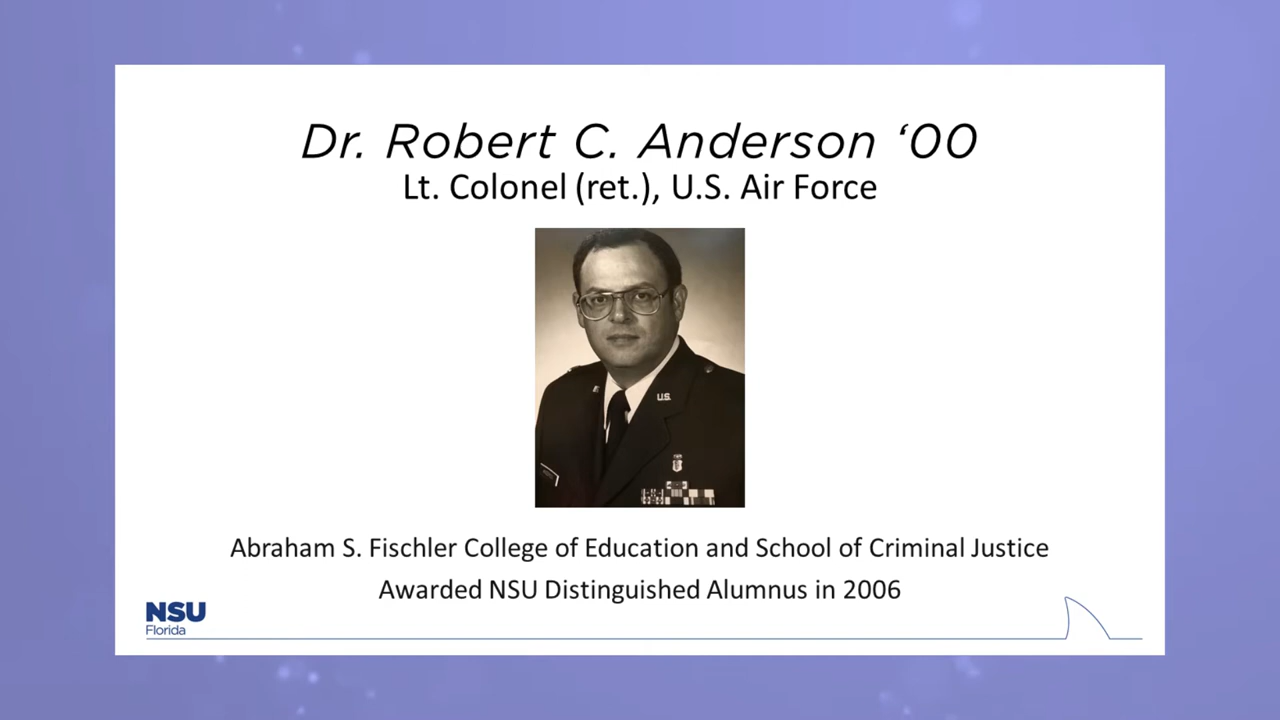 Dr. Robert C. Anderson ‘00
Lt. Colonel (ret.), U.S. Air Force
U.S.
Abraham S. Fischler College of Education and School of Criminal Justice
Awarded NSU Distinguished Alumnus in 2006
NSU
Florida